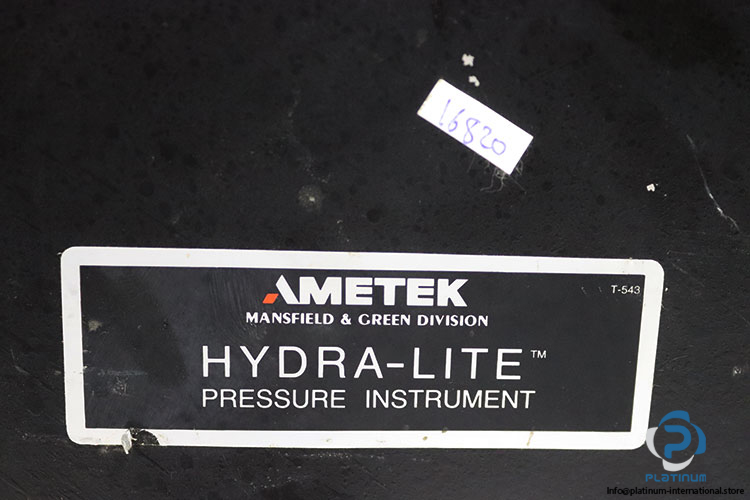 16820
AMETEK
T-543
MANSFIELD & GREEN DIVISION
HYDRA-LITE™
PRESSURE INSTRUMENT
PLATINUM
Info@platinum-international.store